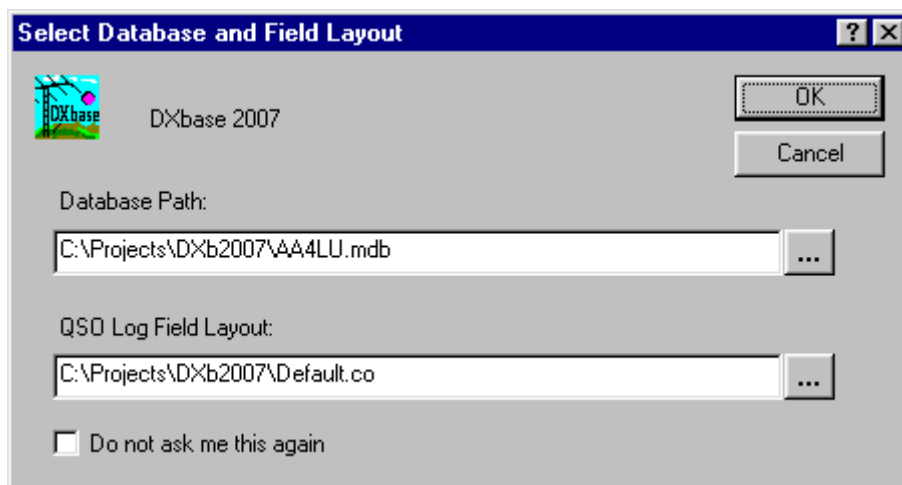 Select Database and Field Layout
? X
DXbase
DXbase 2007
OK
Cancel
Database Path:
C:\Projects\DXb2007\AA4LU.mdb
...
QSO Log Field Layout:
C:\Projects\DXb2007\Default.co
...
Do not ask me this again